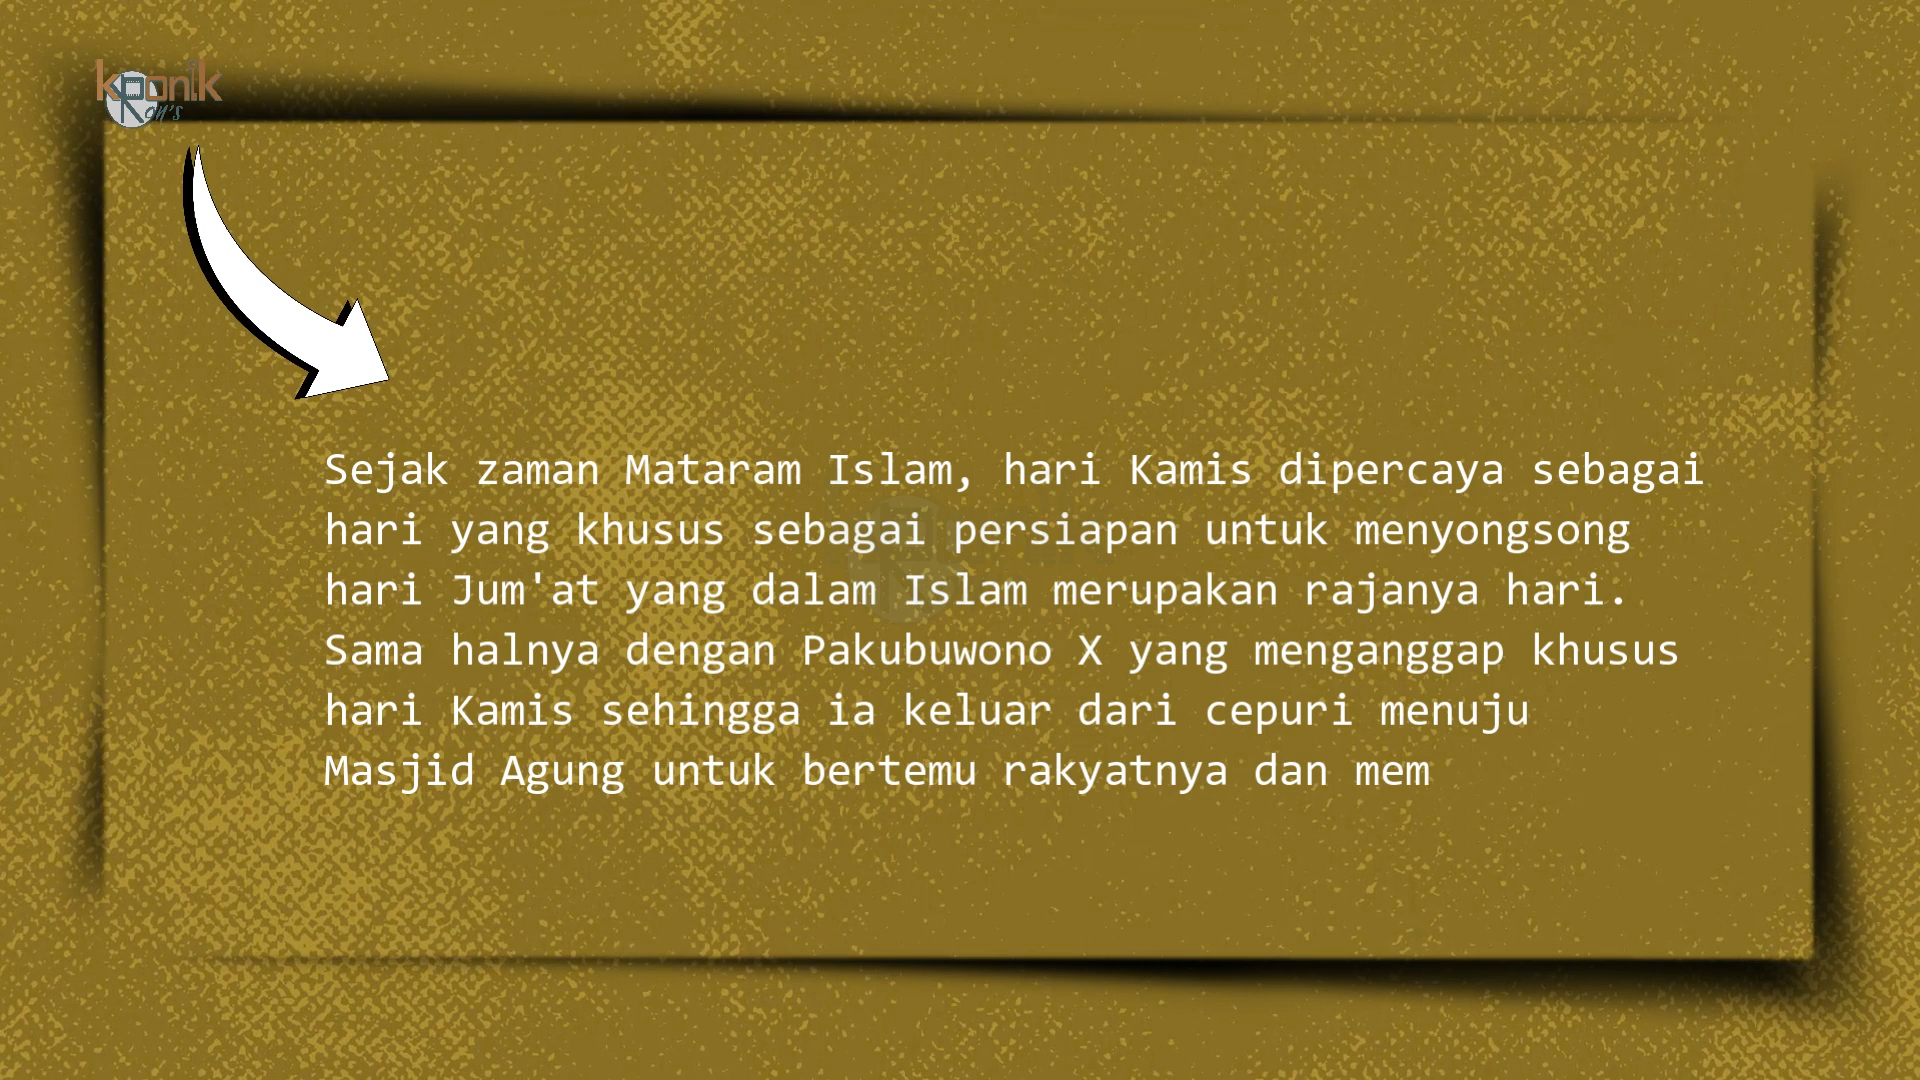 kRonik
Ron's
Sejak zaman Mataram Islam, hari Kamis dipercaya sebagai
hari yang khusus sebagai persiapan untuk menyongsong
hari Jum'at yang dalam Islam merupakan rajanya hari.
Sama halnya dengan Pakubuwono X yang menganggap khusus
hari Kamis sehingga ia keluar dari cepuri menuju
Masjid Agung untuk bertemu rakyatnya dan mem